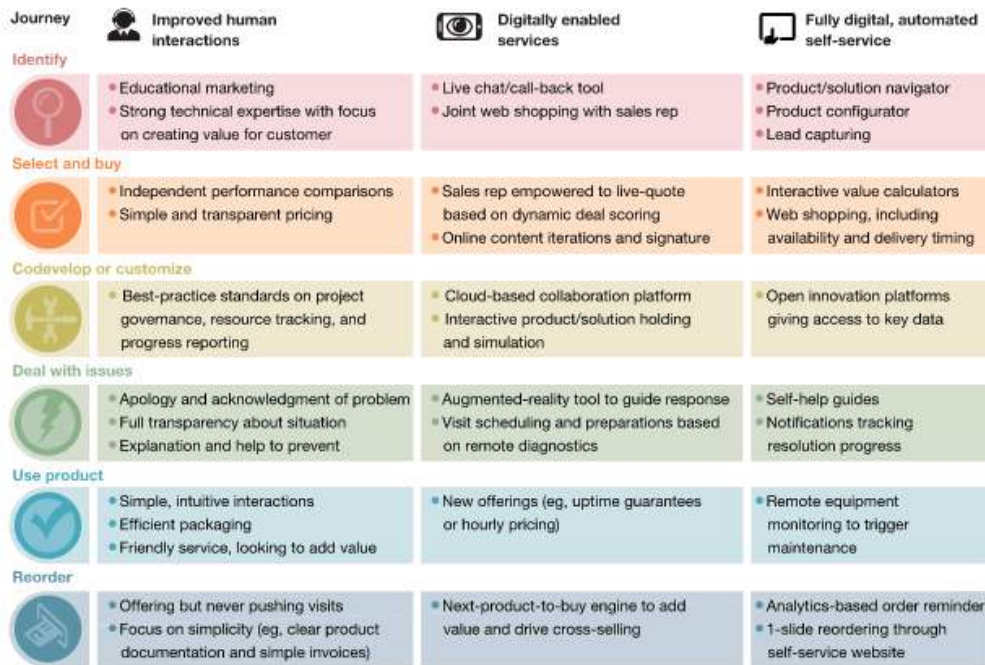 Journey
Improved human
interactions
Digitally enabled
services
Fully digital, automated
self-service
Identify
Educational marketing
Strong technical expertise with focus
on creating value for customer
Live chat/call-back tool
Joint web shopping with sales rep
Product/solution navigator
Product configurator
Lead capturing
Select and buy
Independent performance comparisons
Simple and transparent pricing
Sales rep empowered to live-quote
based on dynamic deal scoring
Online content iterations and signature
Interactive value calculators
Web shopping, including
availability and delivery timing
Codevelop or customize
Best-practice standards on project
governance, resource tracking, and
progress reporting
Cloud-based collaboration platform
Interactive product/solution holding
and simulation
Open innovation platforms
giving access to key data
Deal with issues
Apology and acknowledgment of problem
Full transparency about situation
Explanation and help to prevent
Augmented-reality tool to guide response
Visit scheduling and preparations based
on remote diagnostics
Self-help guides
Notifications tracking
resolution progress
Use product
Simple, intuitive interactions
Efficient packaging
Friendly service, looking to add value
New offerings (eg, uptime guarantees
or hourly pricing)
Remote equipment
monitoring to trigger
maintenance
Reorder
Offering but never pushing visits
Focus on simplicity (eg, clear product
documentation and simple invoices)
Next-product-to-buy engine to add
value and drive cross-selling
Analytics-based order reminder
1-slide reordering through
self-service website